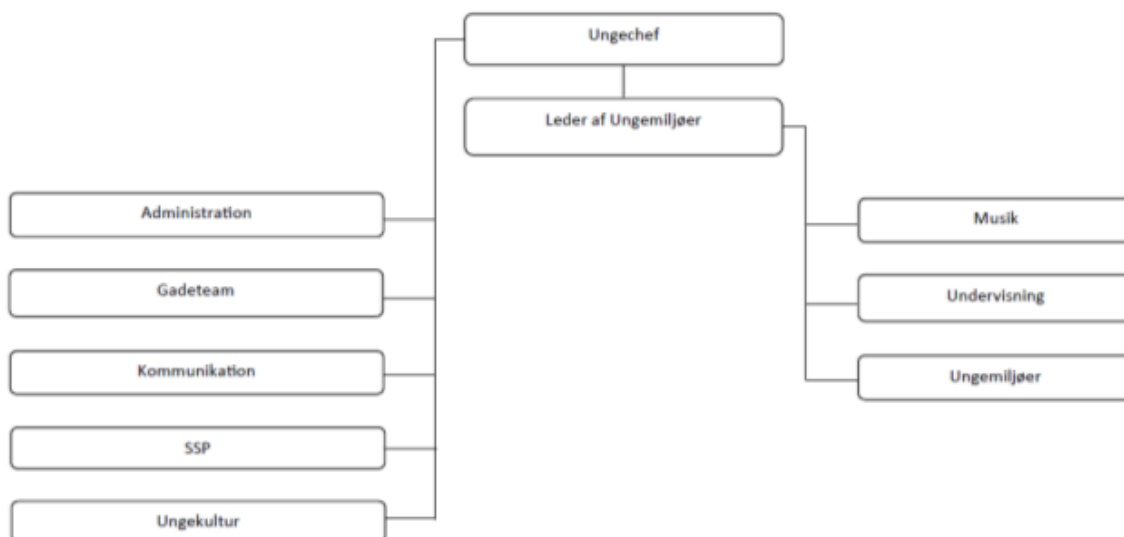 Ungechef
Leder af Ungemiljøer
Administration
Gadeteam
Kommunikation
SSP
Ungekultur
Musik
Undervisning
Ungemiljøer